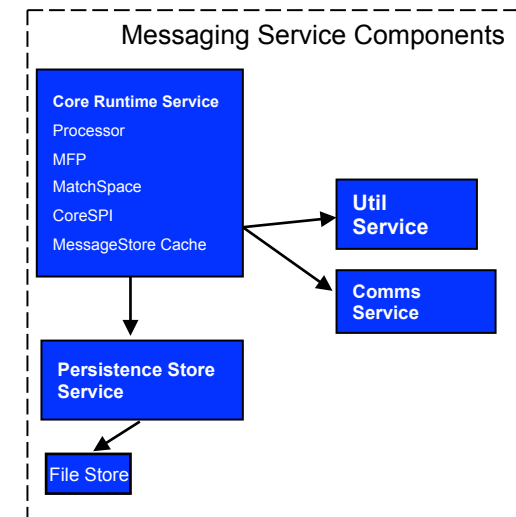 Messaging Service Components
Core Runtime Service
Processor
MFP
MatchSpace
CoreSPI
MessageStore Cache
Util
Service
Comms
Service
Persistence Store
Service
File Store